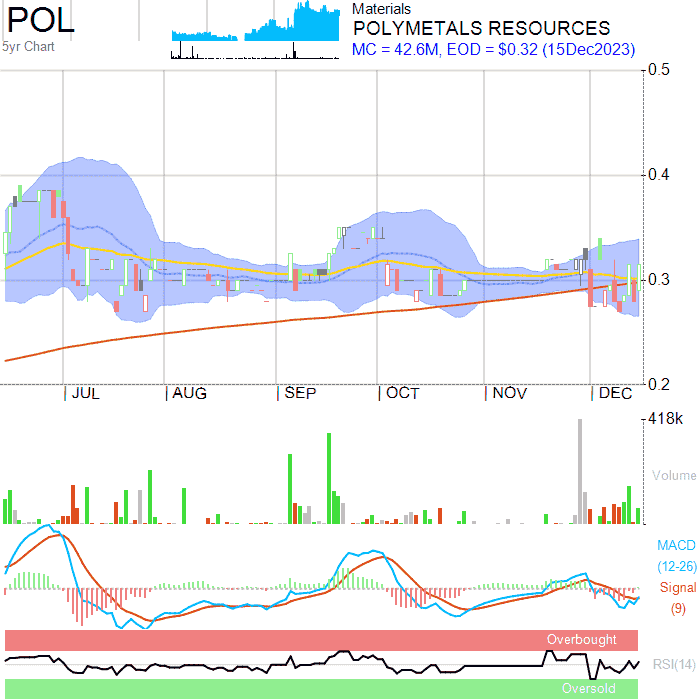 POL
5yr Chart
Materials
POLYMETALS RESOURCES
MC = 42.6M, EOD = $0.32 (15Dec2023)
0.5
0.4
0.3
0.2
JUL AUG SEP OCT NOV DEC
418k
Volume
MACD
(12-26)
Signal
(9)
Overbought
RSI(14)
Oversold